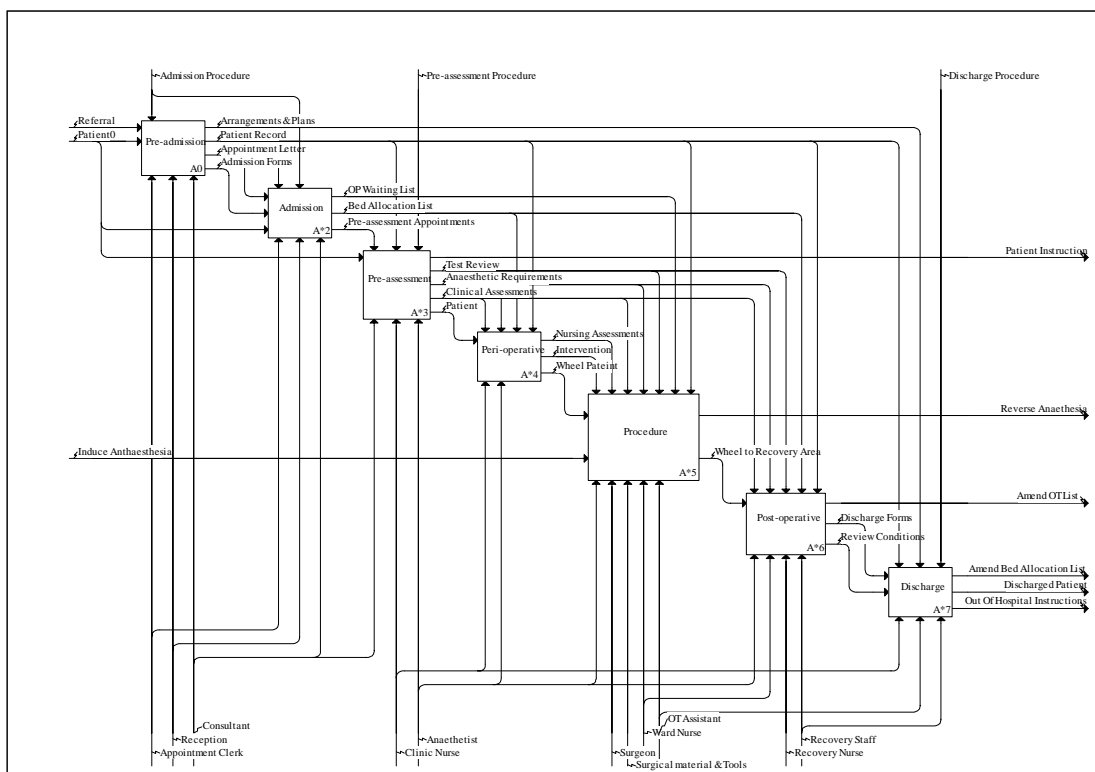 Admission Procedure
Pre-assessment Procedure
Discharge Procedure
Referral
Arrangements & Plans
Patient0
Pre-admission
Patient Record
Appointment Letter
A0
Admission Forms
OP Waiting List
Admission
Bed Allocation List
A*2
Pre-assessment Appointments
Patient Instruction
Test Review
Pre-assessment
Anaesthetic Requirements
Clinical Assessments
A*3
Patient
Nursing Assessments
Peri-operative
Intervention
A*4
Wheel Pateint
Reverse Anaethesia
Procedure
Induce Anthaesthesia
Wheel to Recovery Area
A*5
Amend OT List
Post-operative
Discharge Forms
Review Conditions
A*6
Amend Bed Allocation List
Discharge
Discharged Patient
Out Of Hospital Instructions
A*7
Consultant
OT Assistant
Reception
Anaethetist
Ward Nurse
Recovery Staff
Appointment Clerk
Clinic Nurse
Surgeon
Recovery Nurse
Surgical material & Tools